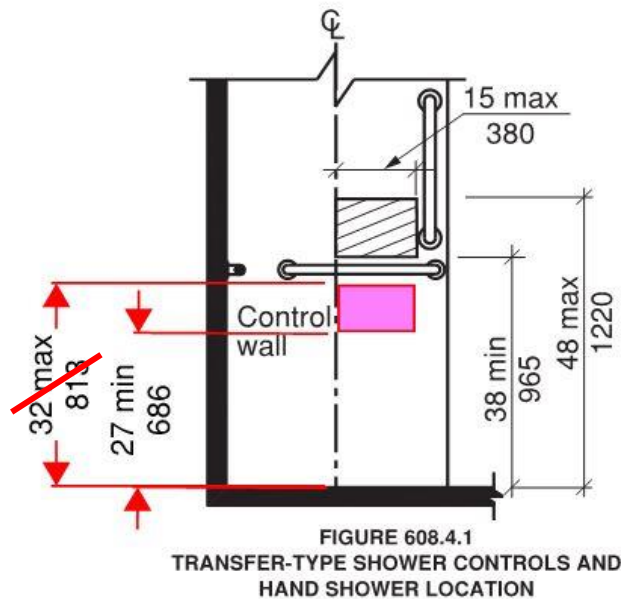 ℄
15 max
380
Control
wall
32 max
813
27 min
686
38 min
965
48 max
1220
FIGURE 608.4.1
TRANSFER-TYPE SHOWER CONTROLS AND
HAND SHOWER LOCATION